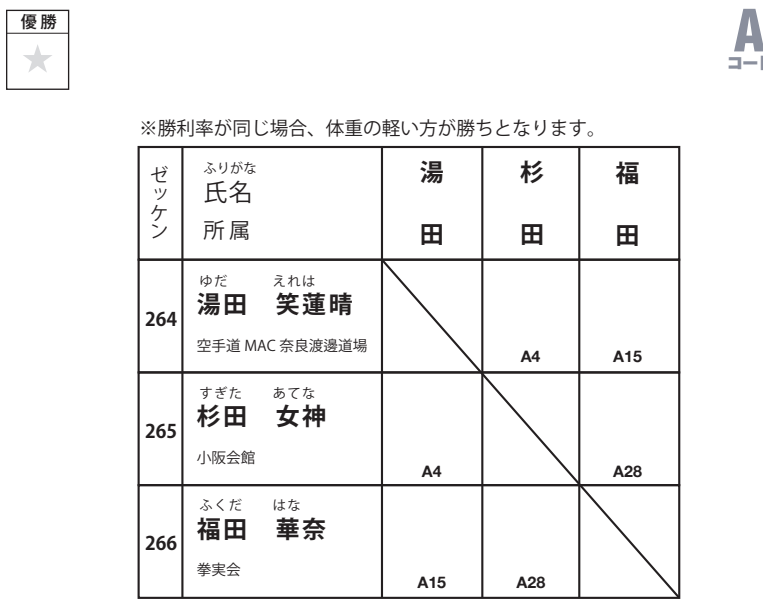 優勝
A
コート
※勝利率が同じ場合、体重の軽い方が勝ちとなります。
ゼッケン
ふりがな
氏名
所属
湯田
杉田
福田
264
ゆだ えれは
湯田 笑蓮晴
空手道 MAC 奈良渡邊道場
A4
A15
265
すぎた あてな
杉田 女神
小阪会館
A4
A28
266
ふくだ はな
福田 華奈
拳実会
A15
A28